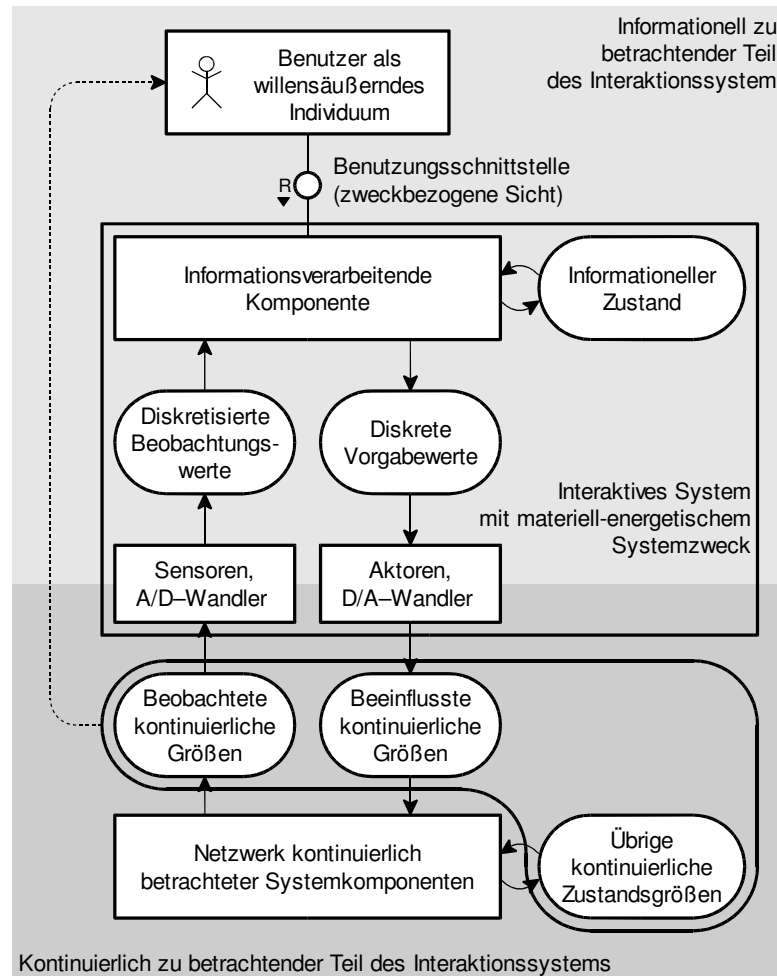 Informationell zu
betrachtender Teil
des Interaktionssystem
Benutzer als
willensäußerndes
Individuum
Benutzungsschnittstelle
(zweckbezogene Sicht)
R
Informationsverarbeitende
Komponente
Informationeller
Zustand
Diskretisierte
Beobachtungs-
werte
Diskrete
Vorgabewerte
Interaktives System
mit materiell-energetischem
Systemzweck
Sensoren,
A/D–Wandler
Aktoren,
D/A–Wandler
Beobachtete
kontinuierliche
Größen
Beeinflusste
kontinuierliche
Größen
Netzwerk kontinuierlich
betrachteter Systemkomponenten
Übrige
kontinuierliche
Zustandsgrößen
Kontinuierlich zu betrachtender Teil des Interaktionssystems